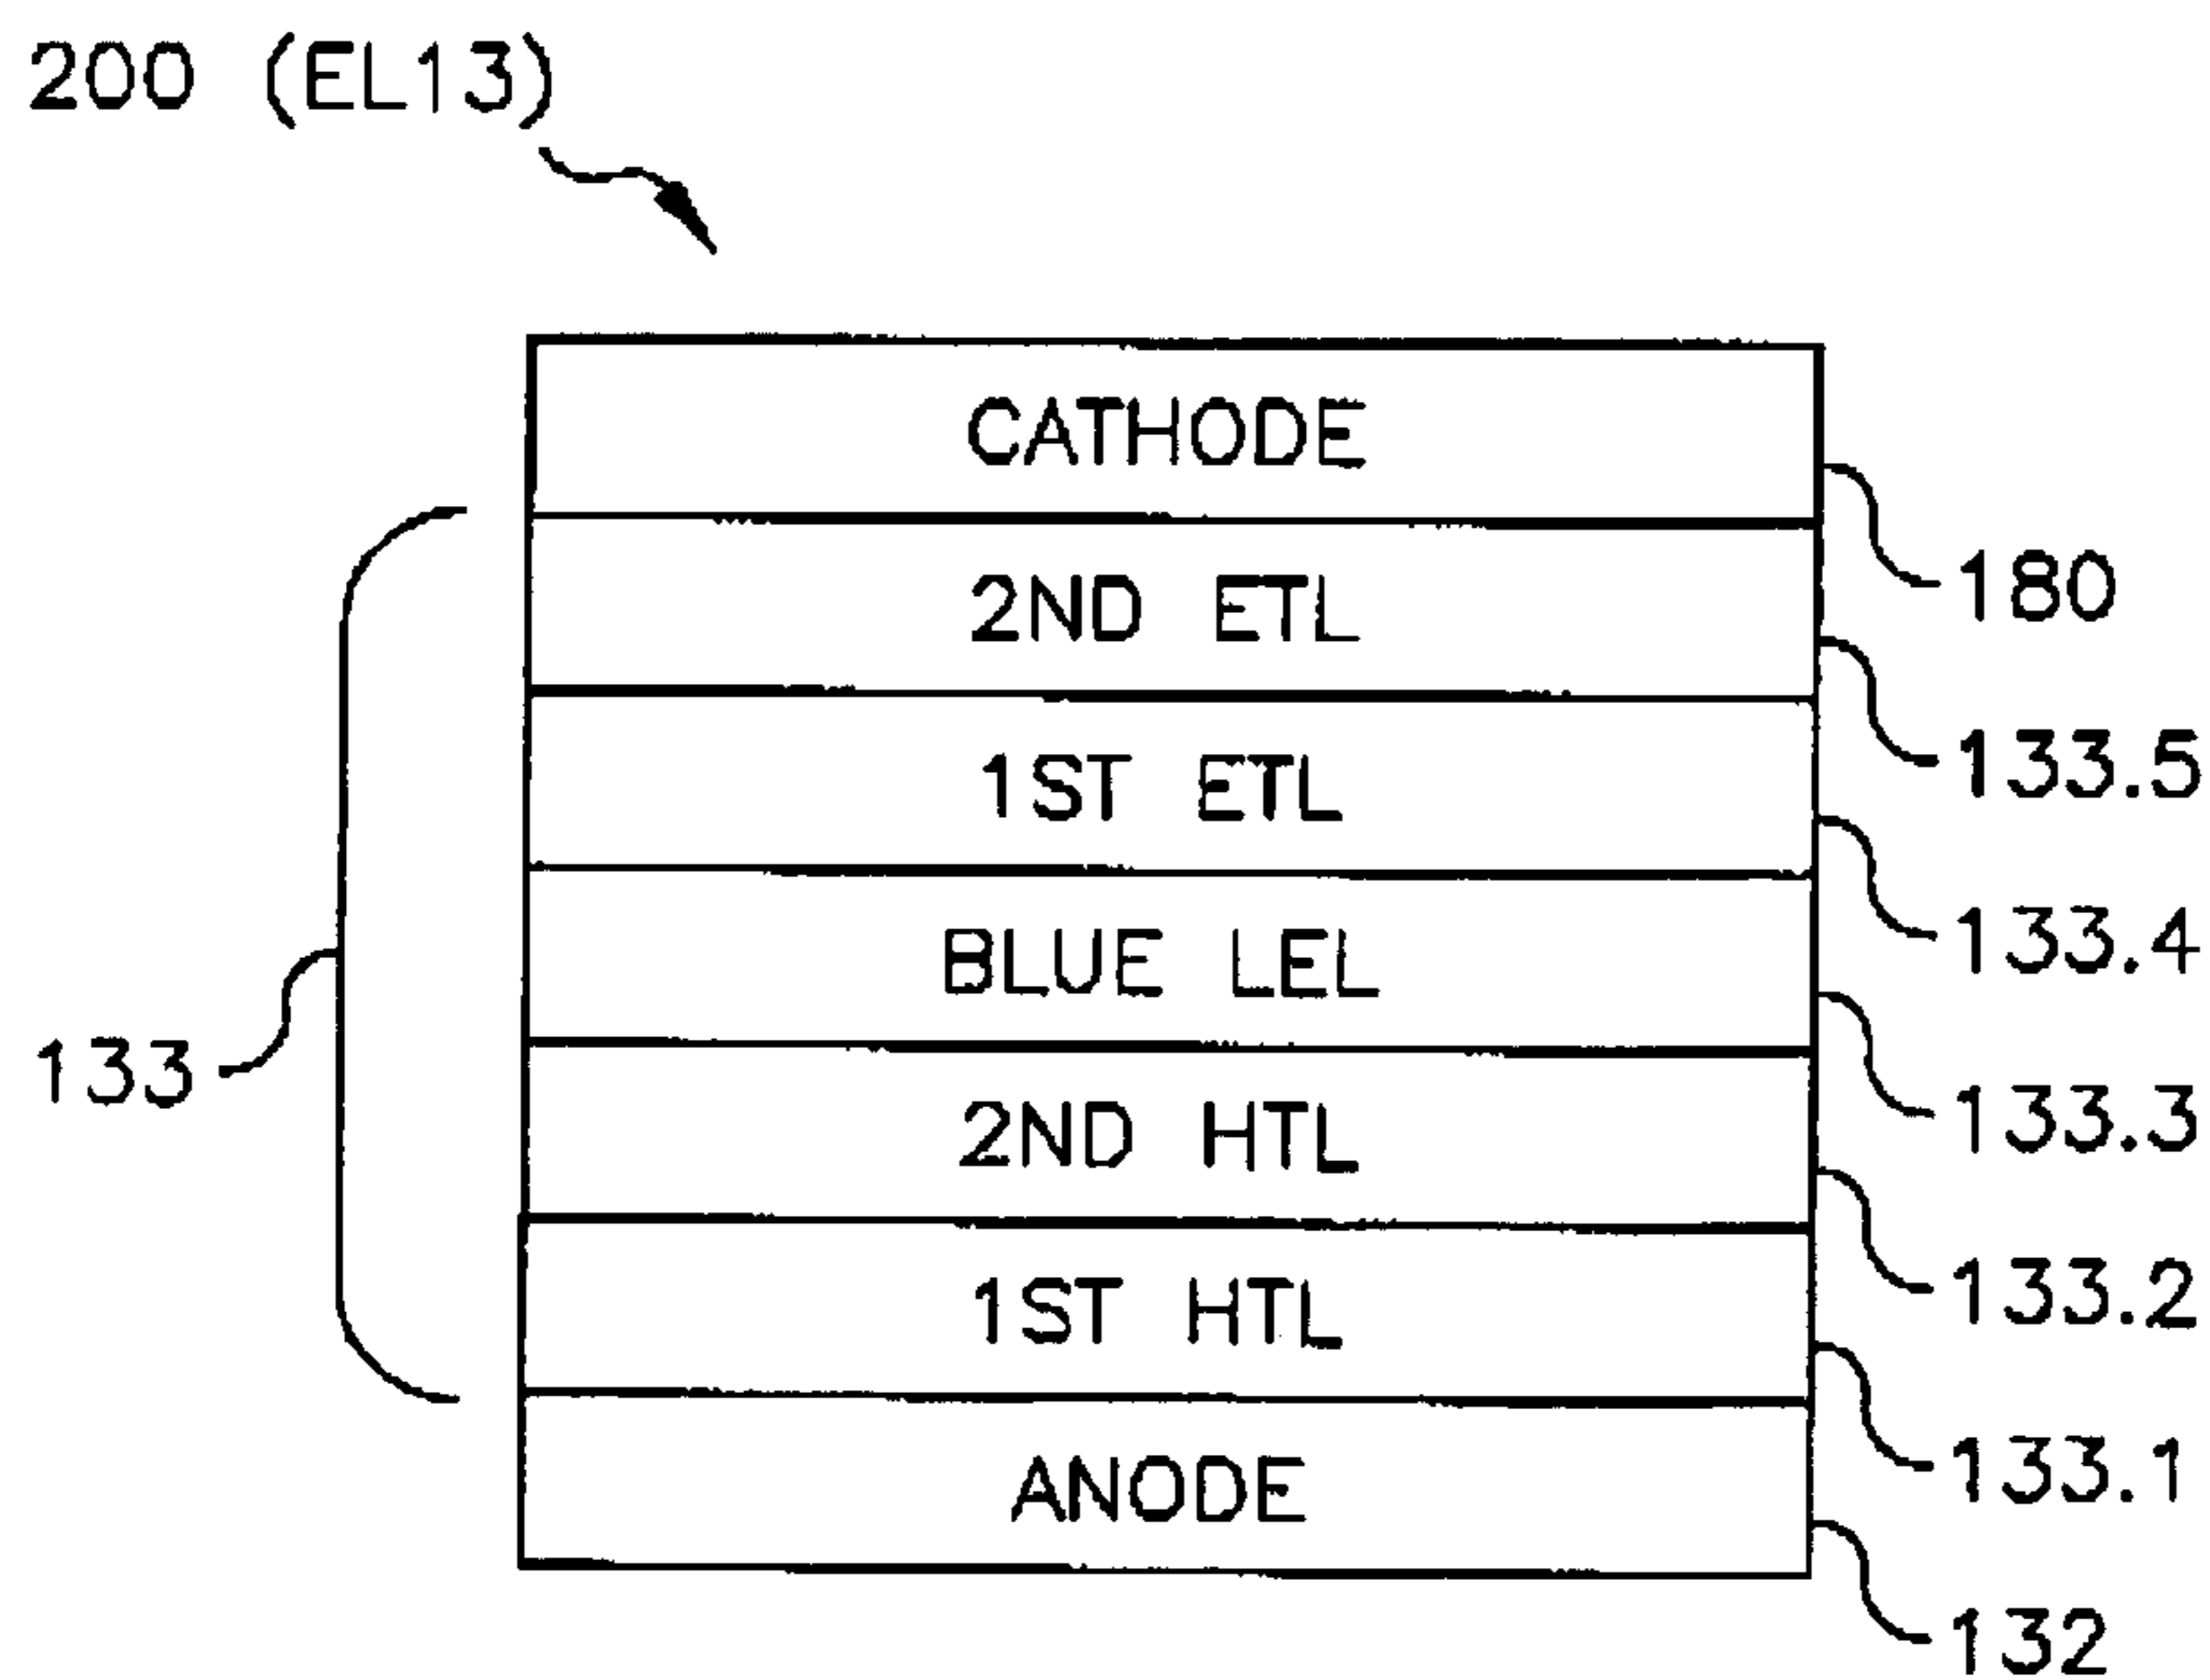 200 (EL13)
CATHODE
180
2ND ETL
133.5
1ST ETL
133.4
BLUE LEL
133.3
133
2ND HTL
133.2
1ST HTL
133.1
ANODE
132